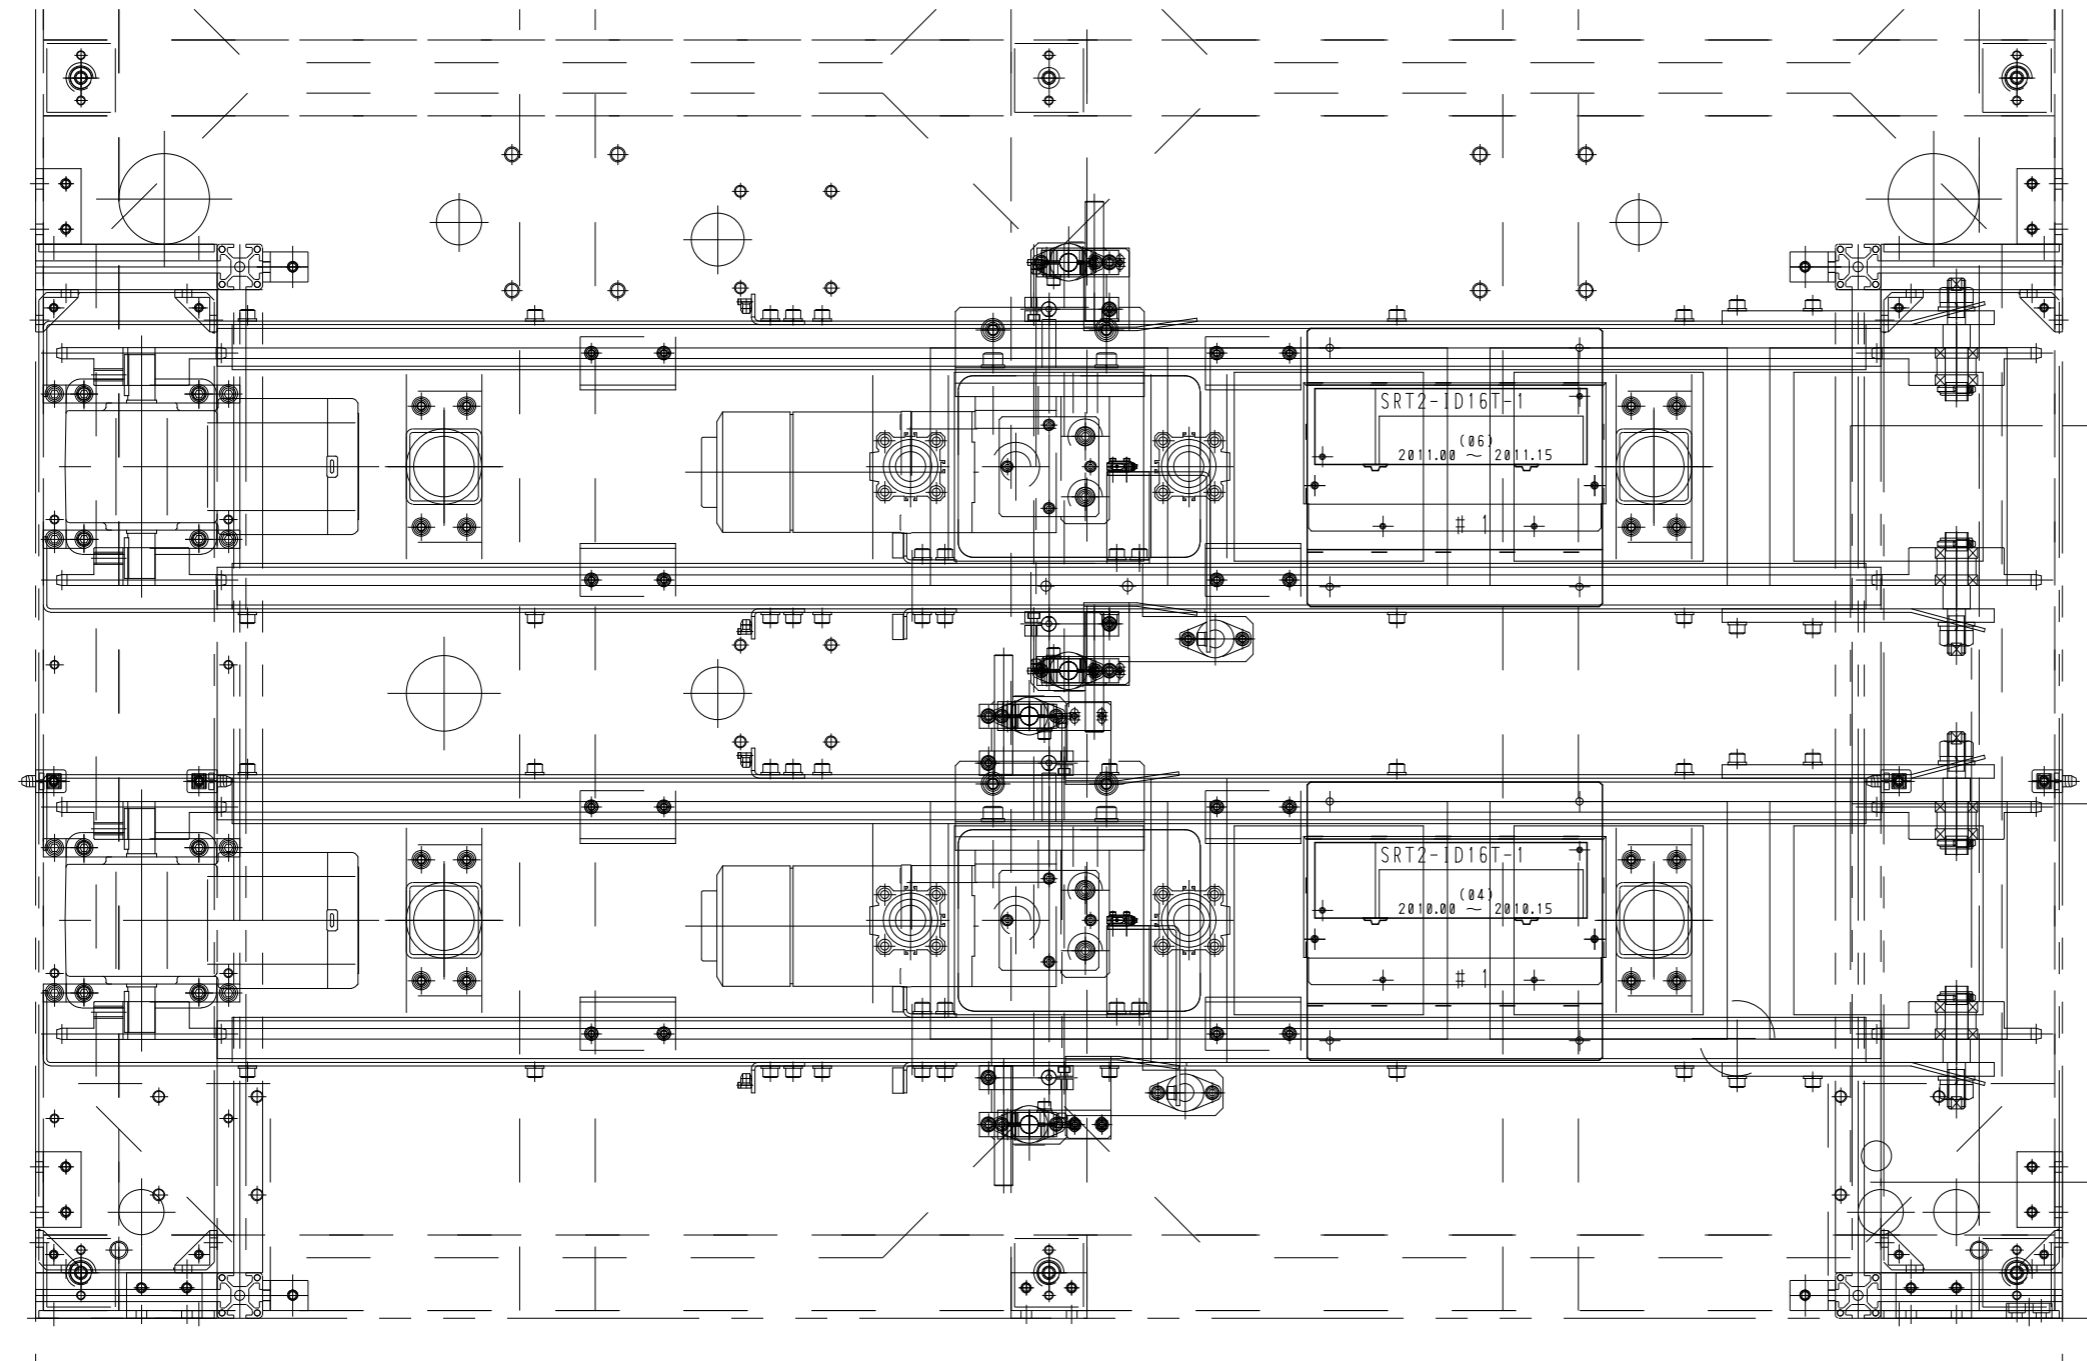 SRT2-ID16T-1
(06)
2011.00 ～ 2011.15
# 1
SRT2-ID16T-1
(04)
2010.00 ～ 2010.15
# 1